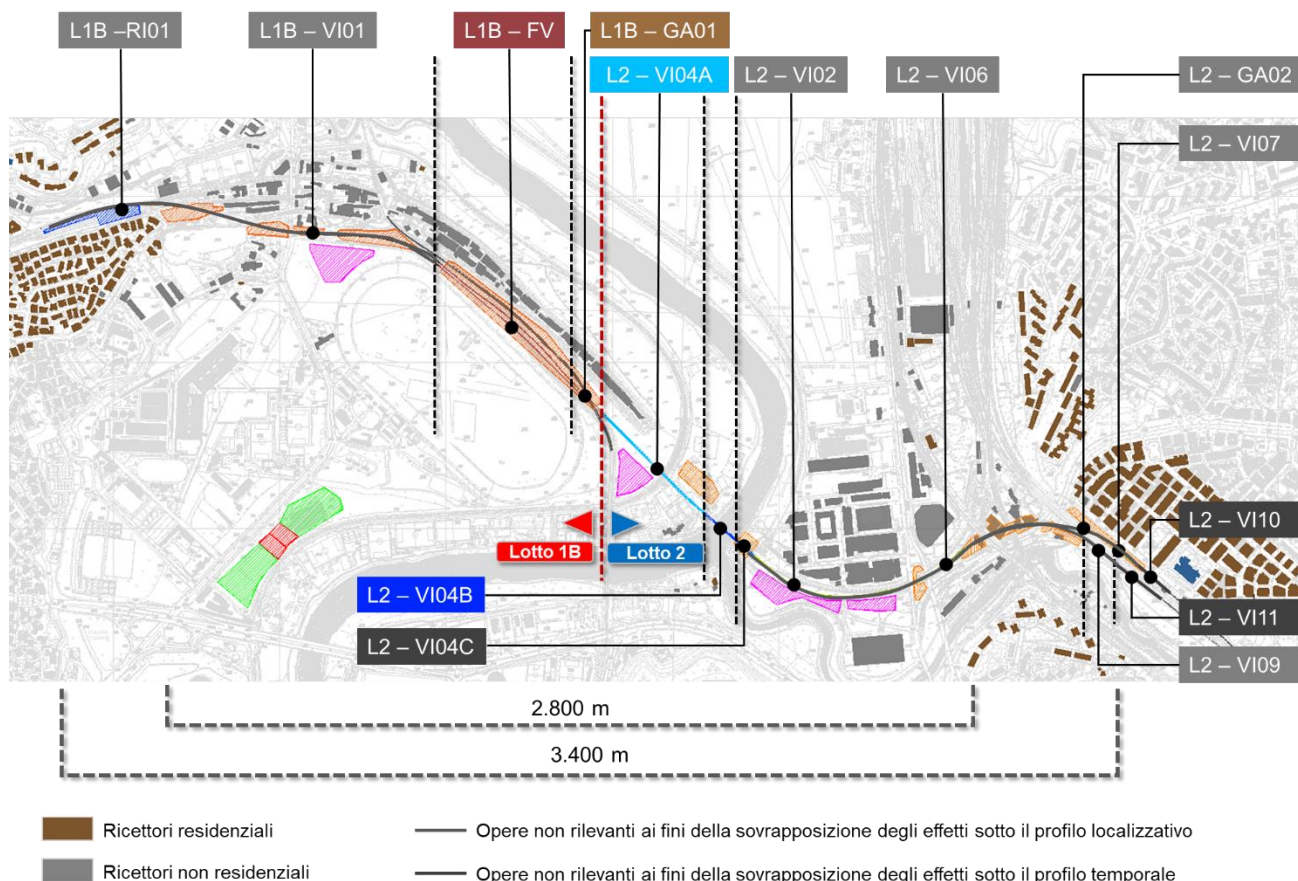 L1B –RI01
L1B – VI01
L1B – FV
L1B – GA01
L2 – VI04A
L2 – VI02
L2 – VI06
L2 – GA02
L2 – VI07
Lotto 1B
Lotto 2
L2 – VI10
L2 – VI04B
L2 – VI11
L2 – VI04C
L2 – VI09
2.800 m
3.400 m
Ricettori residenziali
Opere non rilevanti ai fini della sovrapposizione degli effetti sotto il profilo localizzativo
Ricettori non residenziali
Opere non rilevanti ai fini della sovrapposizione degli effetti sotto il profilo temporale